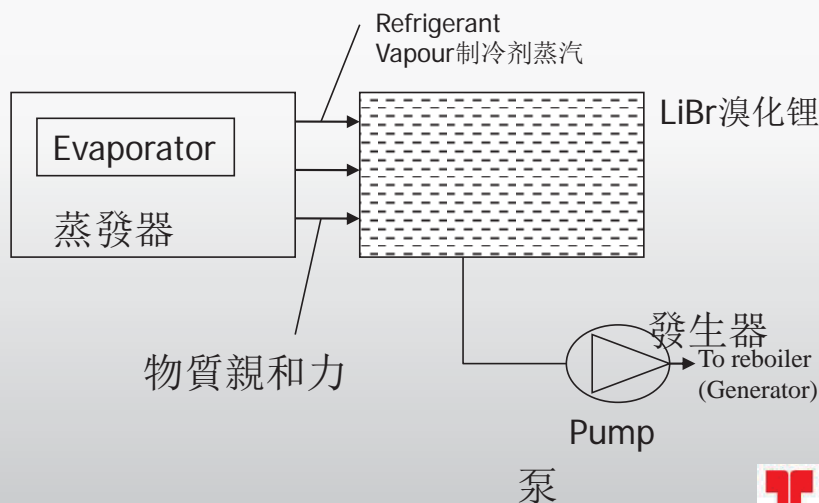 Refrigerant
Vapour制冷剂蒸汽
LiBr溴化锂
Evaporator
蒸發器
物質親和力
發生器
To reboiler
(Generator)
Pump
泵